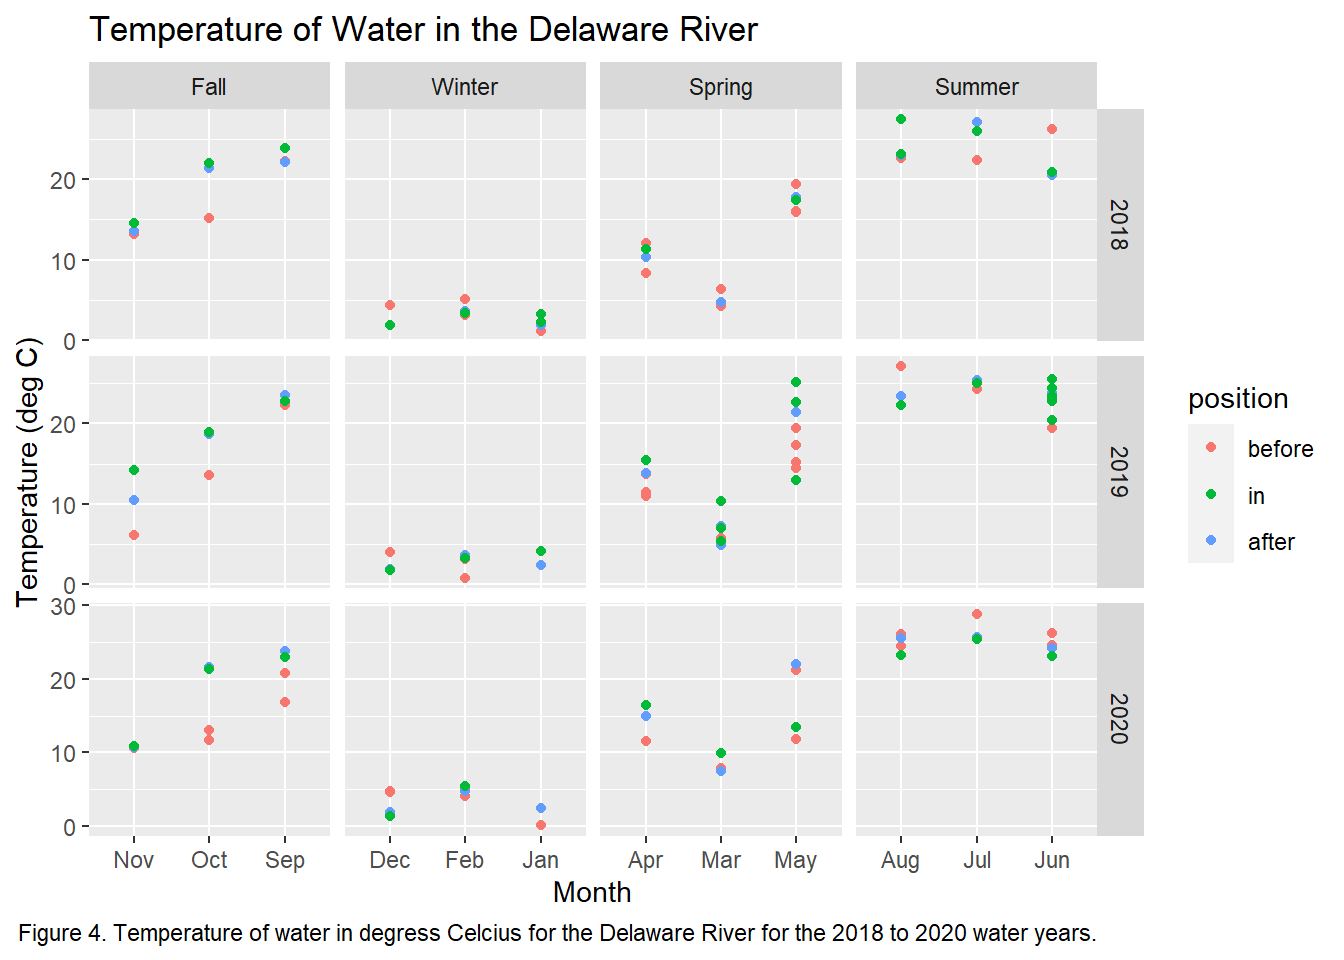 Temperature of Water in the Delaware River
Fall Winter Spring Summer
20
10
0
2018
20
10
0
2019
30
20
10
0
2020
Temperature (deg C)
Nov Oct Sep Dec Feb Jan Apr Mar May Aug Jul Jun
Month
position
before
in
after
Figure 4. Temperature of water in degress Celcius for the Delaware River for the 2018 to 2020 water years.